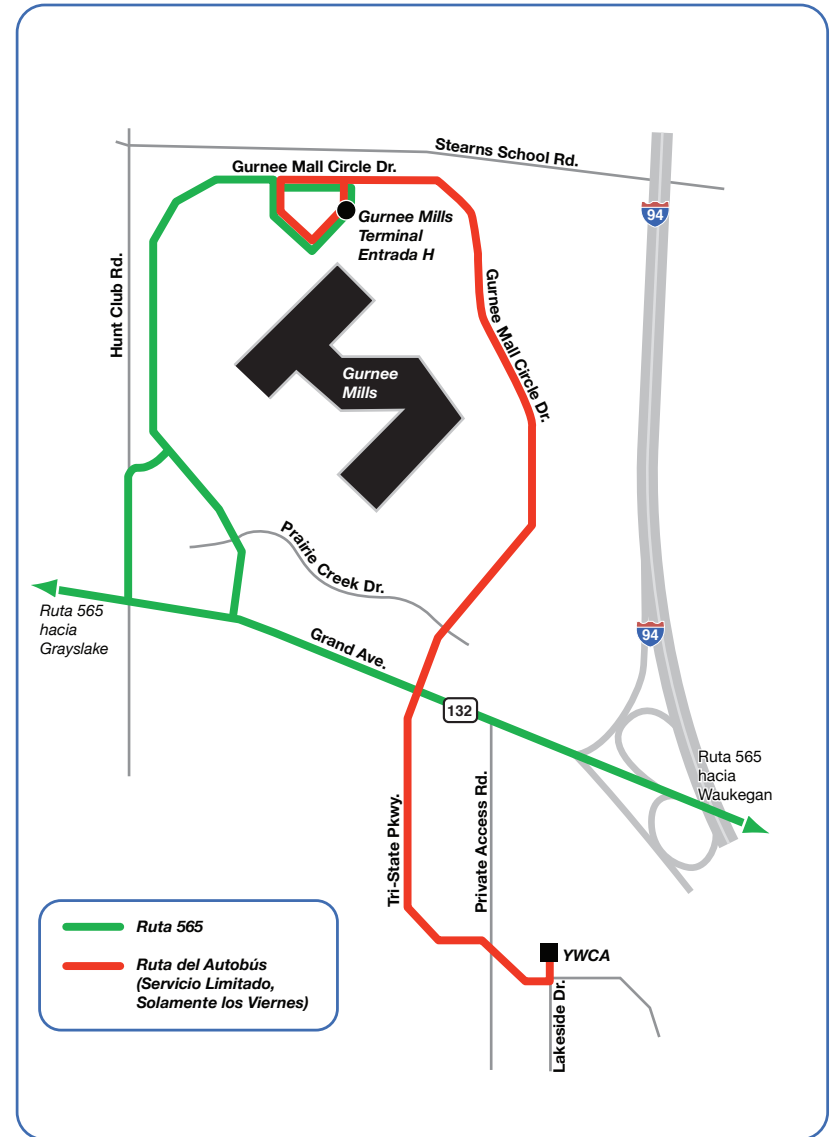 Stearns School Rd.
Gurnee Mall Circle Dr.
94
Gurnee Mills
Terminal
Entrada H
Hunt Club Rd.
Gurnee Mall Circle Dr.
Gurnee
Mills
Prairie Creek Dr.
Ruta 565
hacia
Grayslake
94
Grand Ave.
132
Ruta 565
hacia
Waukegan
Tri-State Pkwy.
Private Access Rd.
YWCA
Lakeside Dr.
Ruta 565
Ruta del Autobús
(Servicio Limitado,
Solamente los Viernes)